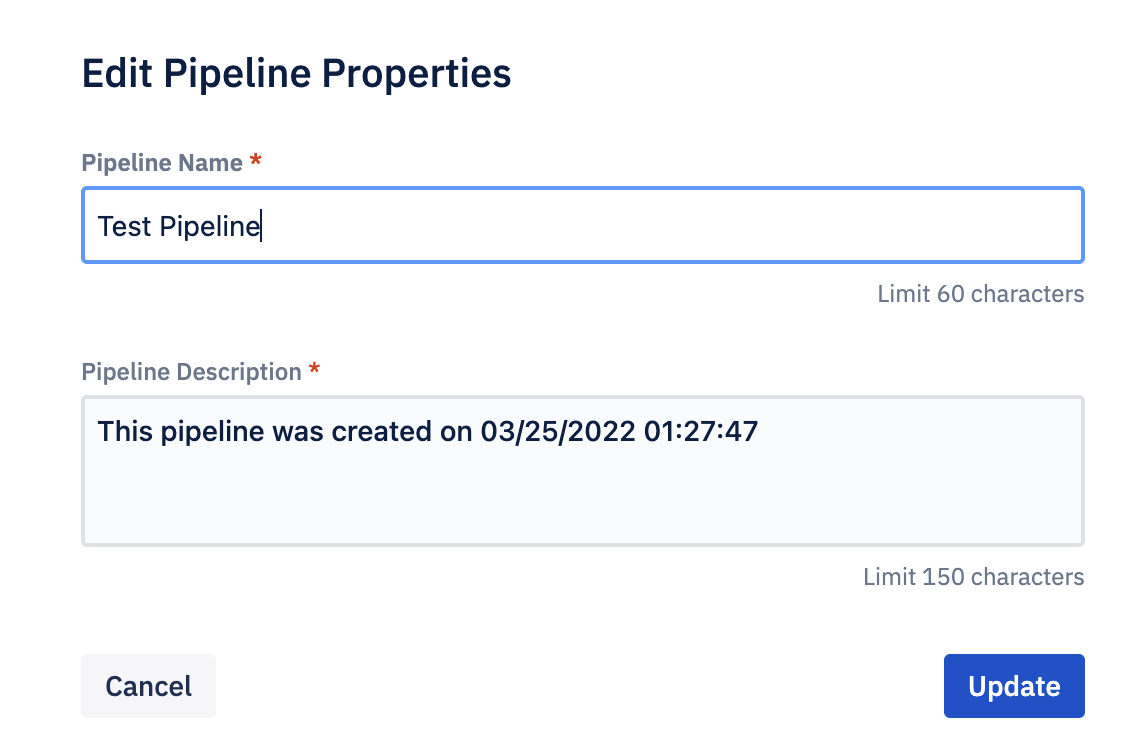 Edit Pipeline Properties
Pipeline Name *
Test Pipeline
Limit 60 characters
Pipeline Description *
This pipeline was created on 03/25/2022 01:27:47
Limit 150 characters
Cancel
Update